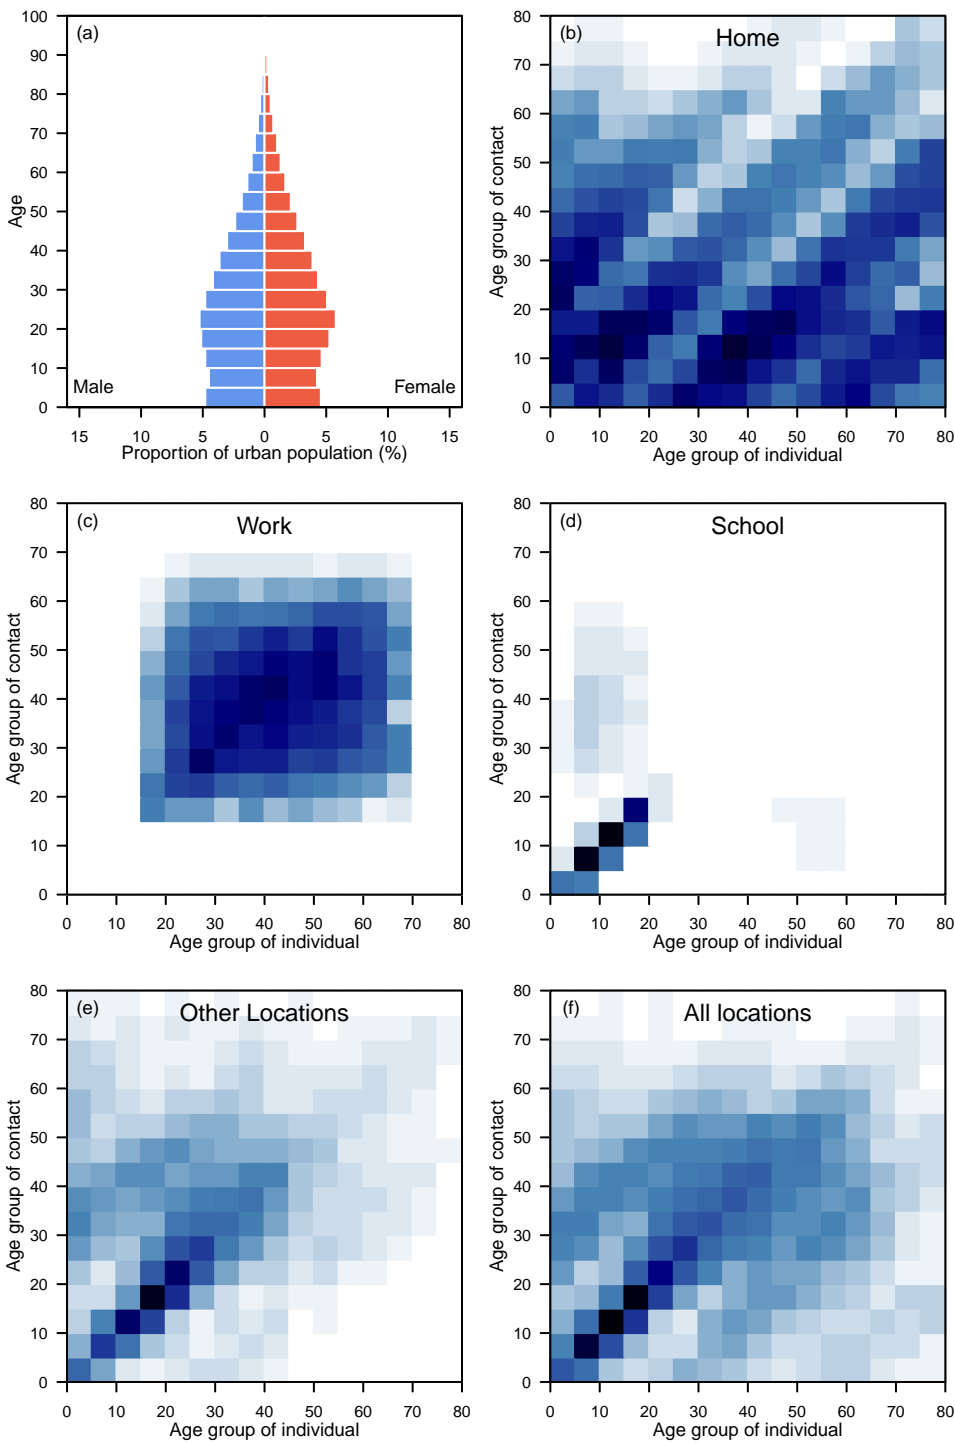 (a)
100
90
80
70
60
50
40
30
20
10
0
Age
Male
Female
15 10 5 0 5 10 15
Proportion of urban population (%)
(b)
Home
80
70
60
50
40
30
20
10
0
Age group of contact
0 10 20 30 40 50 60 70 80
Age group of individual
(c)
Work
80
70
60
50
40
30
20
10
0
Age group of contact
0 10 20 30 40 50 60 70 80
Age group of individual
(d)
School
80
70
60
50
40
30
20
10
0
Age group of contact
0 10 20 30 40 50 60 70 80
Age group of individual
(e)
Other Locations
80
70
60
50
40
30
20
10
0
Age group of contact
0 10 20 30 40 50 60 70 80
Age group of individual
(f)
All locations
80
70
60
50
40
30
20
10
0
Age group of contact
0 10 20 30 40 50 60 70 80
Age group of individual